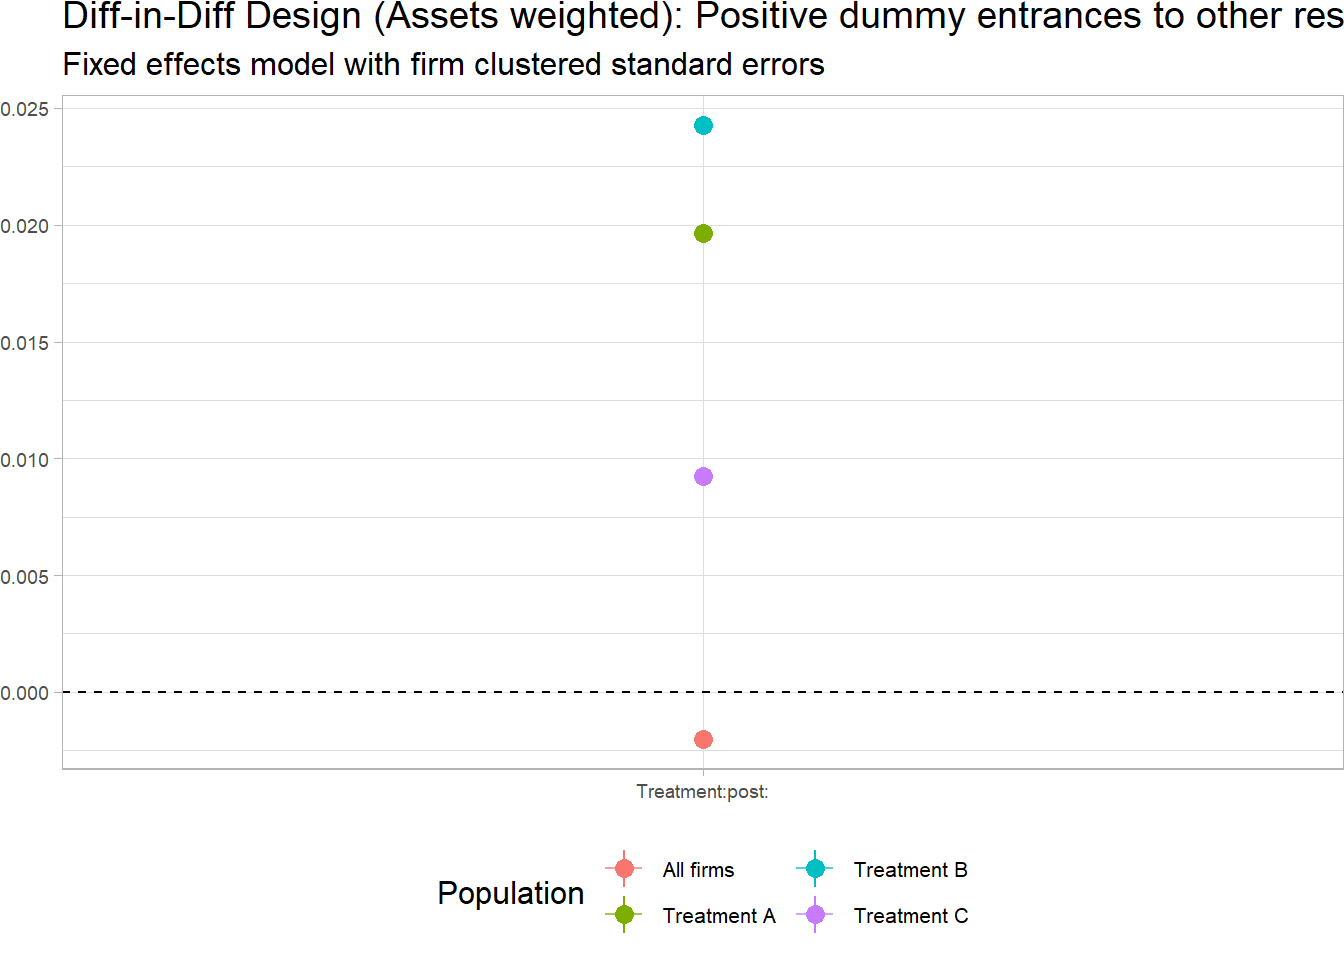 Diff-in-Diff Design (Assets weighted): Positive dummy entrances to other res
Fixed effects model with firm clustered standard errors
0.025
0.020
0.015
0.010
0.005
0.000
Treatment:post:
Population
All firms
Treatment B
Treatment A
Treatment C